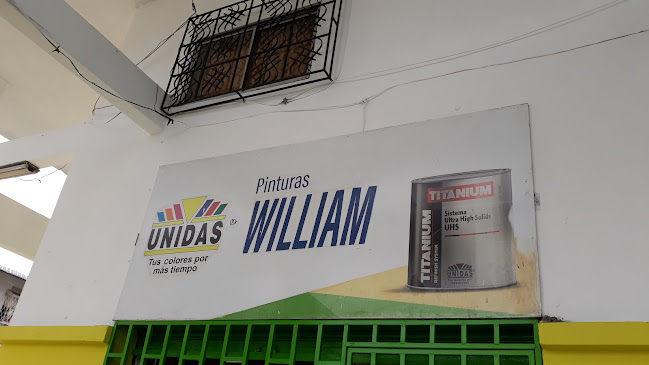 Pinturas
WILLIAM
UNIDAS®
Tus colores por
más tiempo
TITANIUM
Sistema
Ultra High Solids
UHS
TITANIUM
UNIDAS